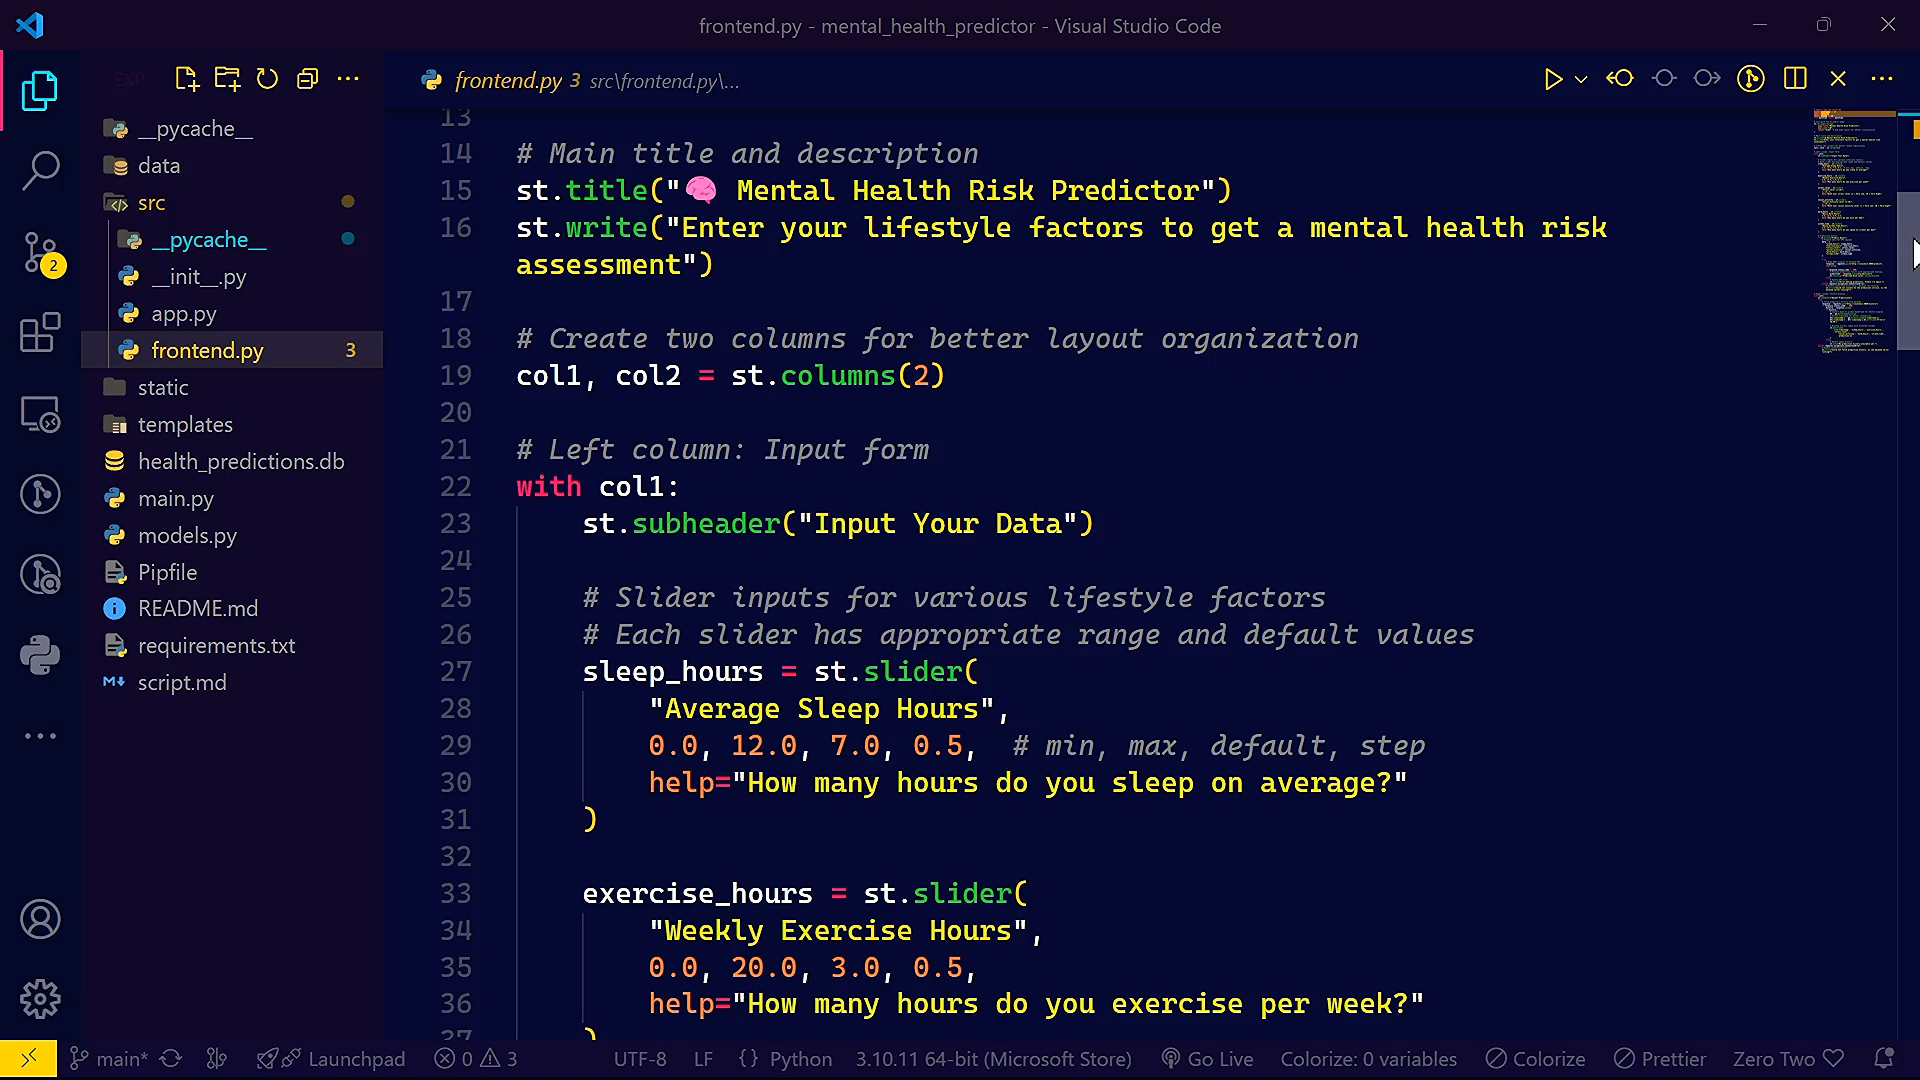 frontend.py - mental_health_predictor - Visual Studio Code
frontend.py 3 src\frontend.py\...
__pycache__
data
src
__pycache__
__init__.py
app.py
frontend.py 3
static
templates
health_predictions.db
main.py
models.py
Pipfile
README.md
requirements.txt
script.md
2
13
14 # Main title and description
15 st.title("🧠 Mental Health Risk Predictor")
16 st.write("Enter your lifestyle factors to get a mental health risk
assessment")
17
18 # Create two columns for better layout organization
19 col1, col2 = st.columns(2)
20
21 # Left column: Input form
22 with col1:
23 st.subheader("Input Your Data")
24
25 # Slider inputs for various lifestyle factors
26 # Each slider has appropriate range and default values
27 sleep_hours = st.slider(
28 "Average Sleep Hours",
29 0.0, 12.0, 7.0, 0.5, # min, max, default, step
30 help="How many hours do you sleep on average?"
31 )
32
33 exercise_hours = st.slider(
34 "Weekly Exercise Hours",
35 0.0, 20.0, 3.0, 0.5,
36 help="How many hours do you exercise per week?"
37 )
main* Launchpad 0 3 UTF-8 LF {} Python 3.10.11 64-bit (Microsoft Store) Go Live Colorize: 0 variables Colorize Prettier Zero Two